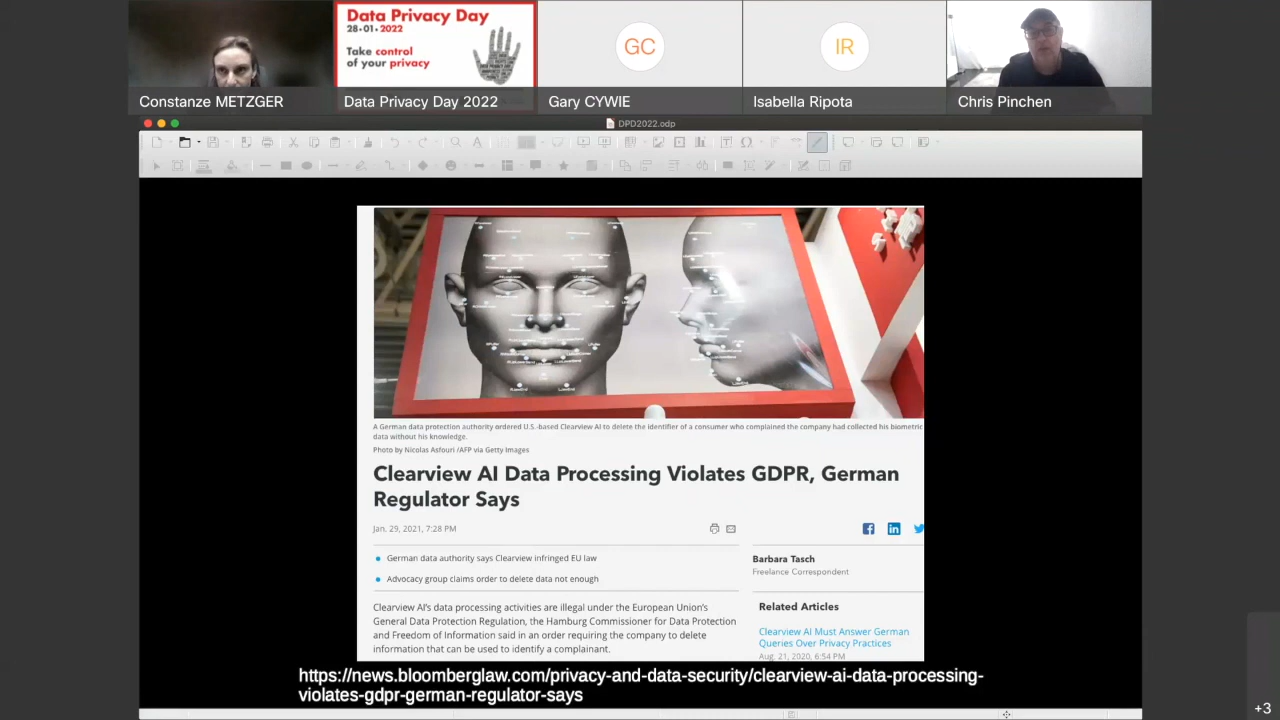 Data Privacy Day
28•01•2022
Take control
of your privacy
GC
IR
Constanze METZGER
Data Privacy Day 2022
Gary CYWIE
Isabella Ripota
Chris Pinchen
DPD2022.odp
A German data protection authority ordered U.S.-based Clearview AI to delete the identifier of a consumer who complained the company had collected his biometric
data without his knowledge.
Photo by Nicolas Asfouri /AFP via Getty Images
Clearview AI Data Processing Violates GDPR, German
Regulator Says
Jan. 29, 2021, 7:28 PM
German data authority says Clearview infringed EU law
Advocacy group claims order to delete data not enough
Clearview AI's data processing activities are illegal under the European Union's
General Data Protection Regulation, the Hamburg Commissioner for Data Protection
and Freedom of Information said in an order requiring the company to delete
information that can be used to identify a complainant.
Barbara Tasch
Freelance Correspondent
Related Articles
Clearview AI Must Answer German
Queries Over Privacy Practices
Aug. 21, 2020, 6:54 PM
https://news.bloomberglaw.com/privacy-and-data-security/clearview-ai-data-processing-
violates-gdpr-german-regulator-says
+3